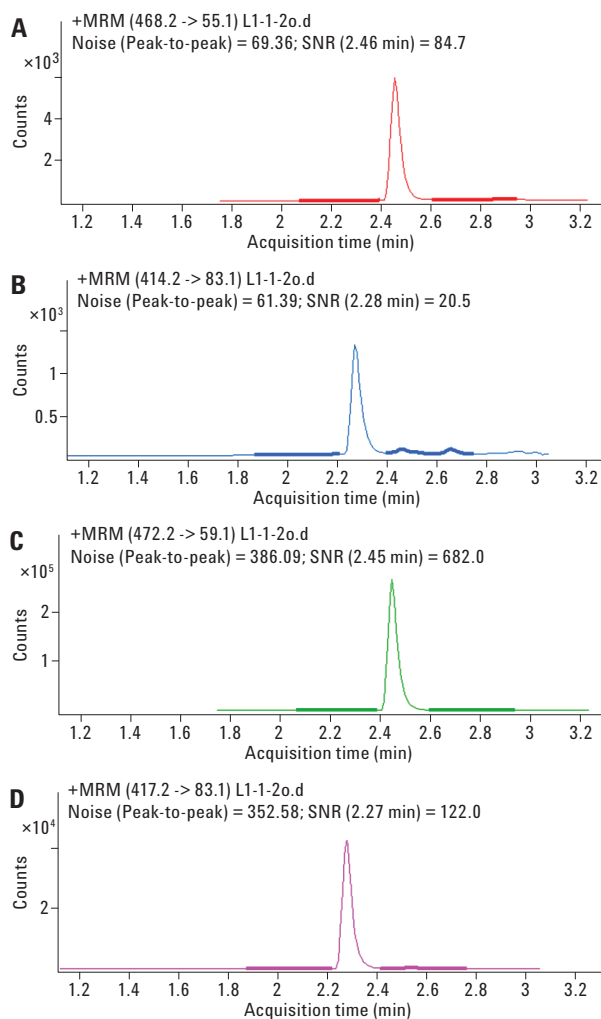 A
+MRM (468.2 -> 55.1) L1-1-2o.d
Noise (Peak-to-peak) = 69.36; SNR (2.46 min) = 84.7
×10³
Counts
4
2
1.2 1.4 1.6 1.8 2 2.2 2.4 2.6 2.8 3 3.2
Acquisition time (min)
B
+MRM (414.2 -> 83.1) L1-1-2o.d
Noise (Peak-to-peak) = 61.39; SNR (2.28 min) = 20.5
×10³
Counts
1
0.5
1.2 1.4 1.6 1.8 2 2.2 2.4 2.6 2.8 3 3.2
Acquisition time (min)
C
+MRM (472.2 -> 59.1) L1-1-2o.d
Noise (Peak-to-peak) = 386.09; SNR (2.45 min) = 682.0
×10⁵
Counts
2
1
1.2 1.4 1.6 1.8 2 2.2 2.4 2.6 2.8 3 3.2
Acquisition time (min)
D
+MRM (417.2 -> 83.1) L1-1-2o.d
Noise (Peak-to-peak) = 352.58; SNR (2.27 min) = 122.0
×10⁴
Counts
2
1.2 1.4 1.6 1.8 2 2.2 2.4 2.6 2.8 3 3.2
Acquisition time (min)